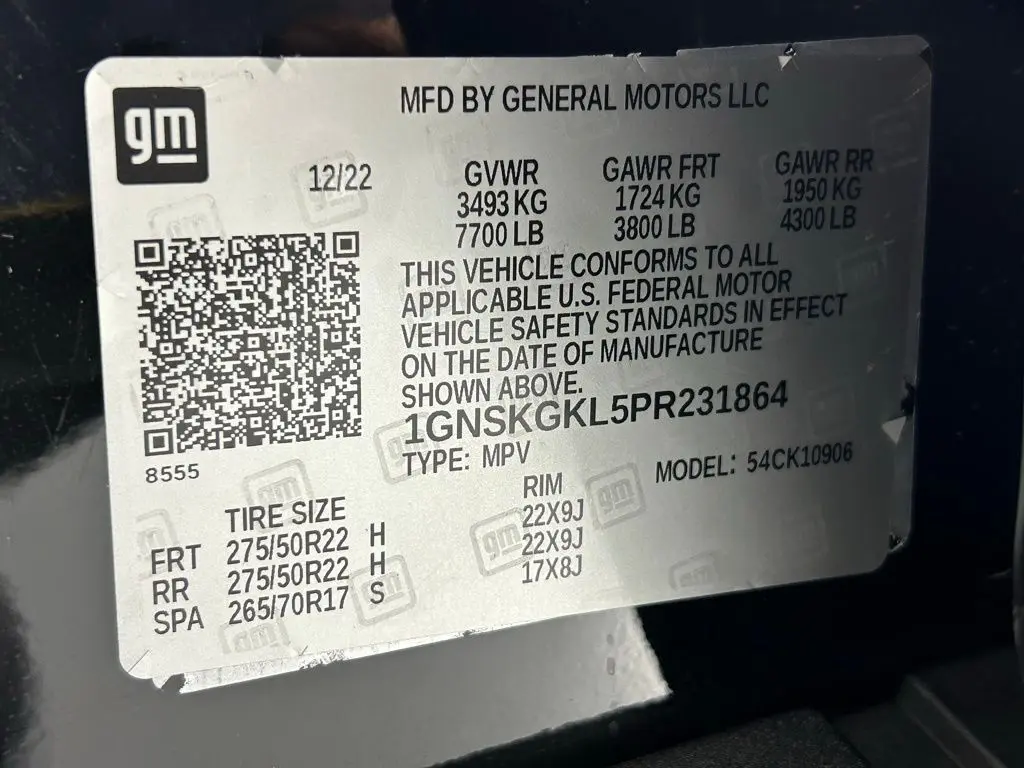 gm
MFD BY GENERAL MOTORS LLC
12/22 GVWR GAWR FRT GAWR RR
3493 KG 1724 KG 1950 KG
7700 LB 3800 LB 4300 LB
THIS VEHICLE CONFORMS TO ALL
APPLICABLE U.S. FEDERAL MOTOR
VEHICLE SAFETY STANDARDS IN EFFECT
ON THE DATE OF MANUFACTURE
SHOWN ABOVE.
1GNSKGKL5PR231864
8555
TYPE: MPV MODEL: 54CK10906
TIRE SIZE RIM
FRT 275/50R22 H 22X9J
RR 275/50R22 H 22X9J
SPA 265/70R17 S 17X8J